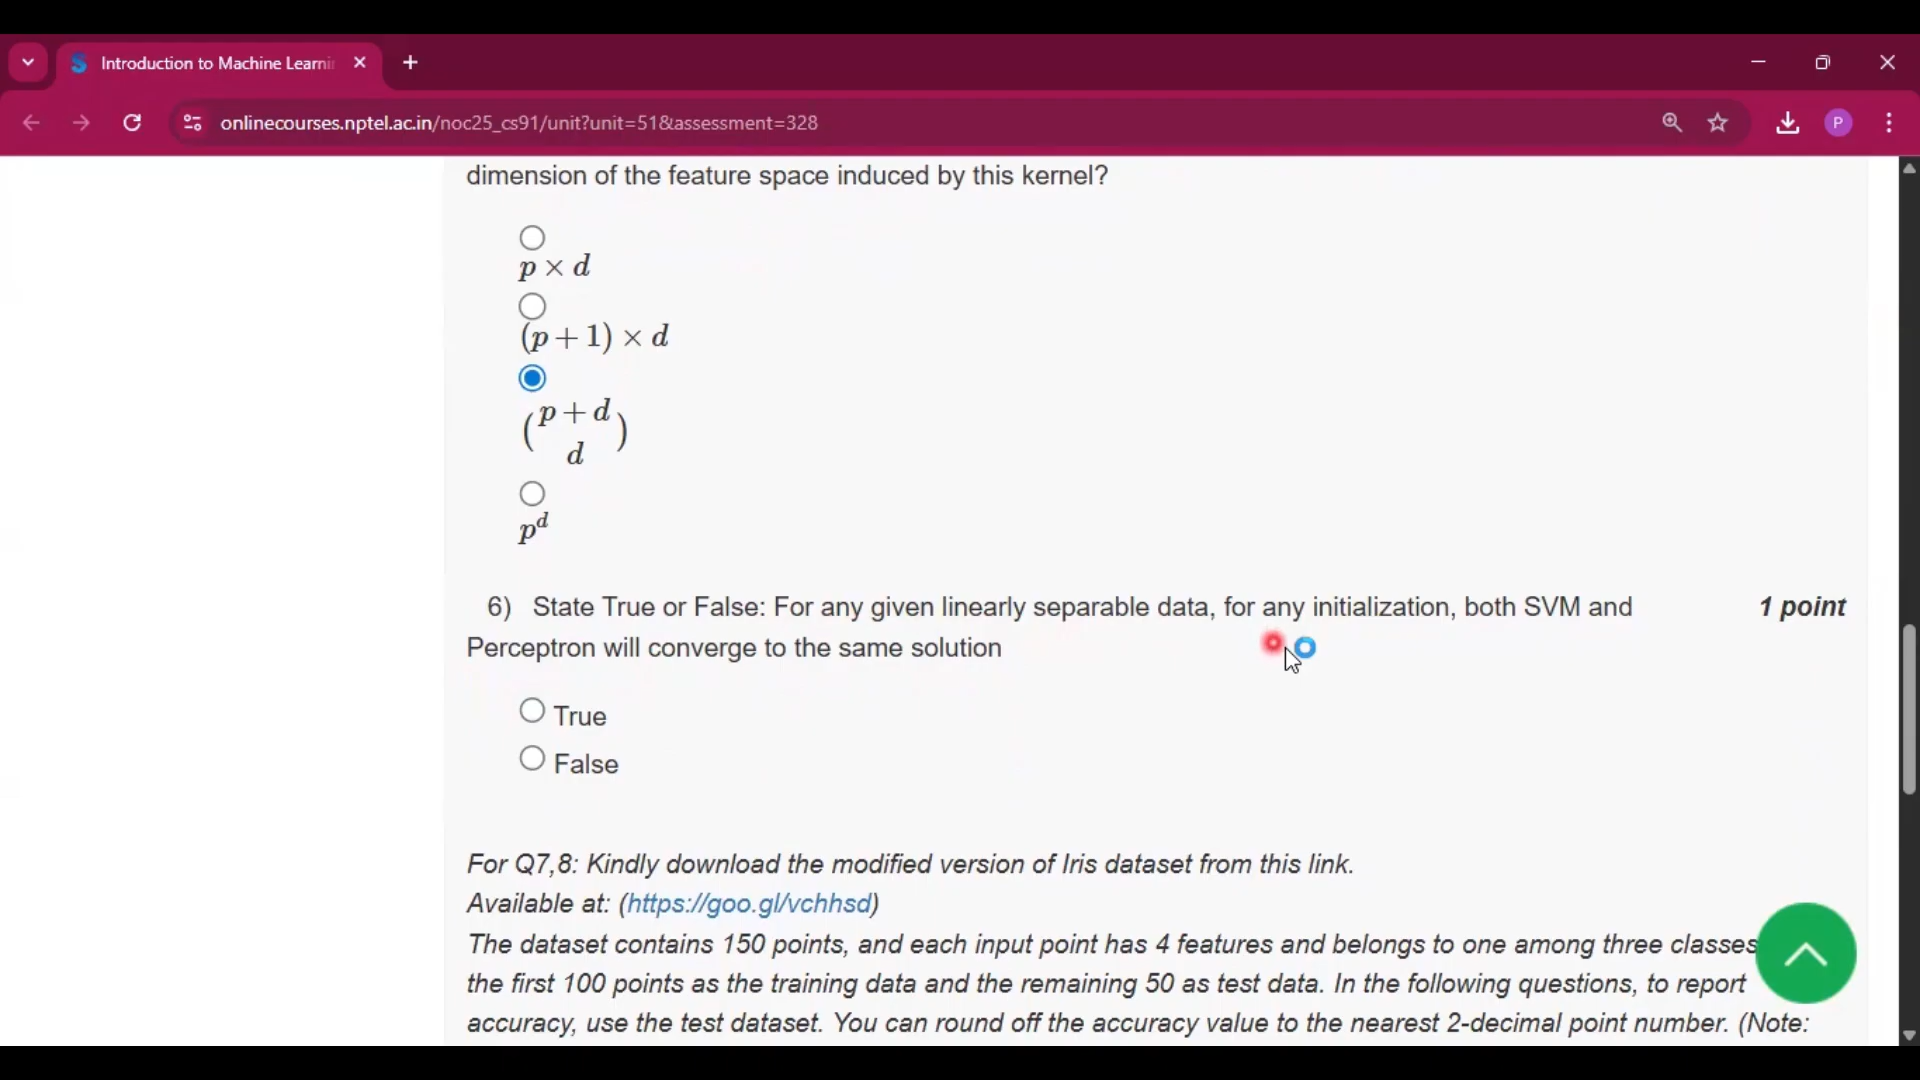 Introduction to Machine Learni
onlinecourses.nptel.ac.in/noc25_cs91/unit?unit=51&assessment=328
P
dimension of the feature space induced by this kernel?
p × d
(p + 1) × d
(p + d
d)
p^d
6) State True or False: For any given linearly separable data, for any initialization, both SVM and 1 point
Perceptron will converge to the same solution
True
False
For Q7,8: Kindly download the modified version of Iris dataset from this link.
Available at: (https://goo.gl/vchhsd)
The dataset contains 150 points, and each input point has 4 features and belongs to one among three classes
the first 100 points as the training data and the remaining 50 as test data. In the following questions, to report
accuracy, use the test dataset. You can round off the accuracy value to the nearest 2-decimal point number. (Note: